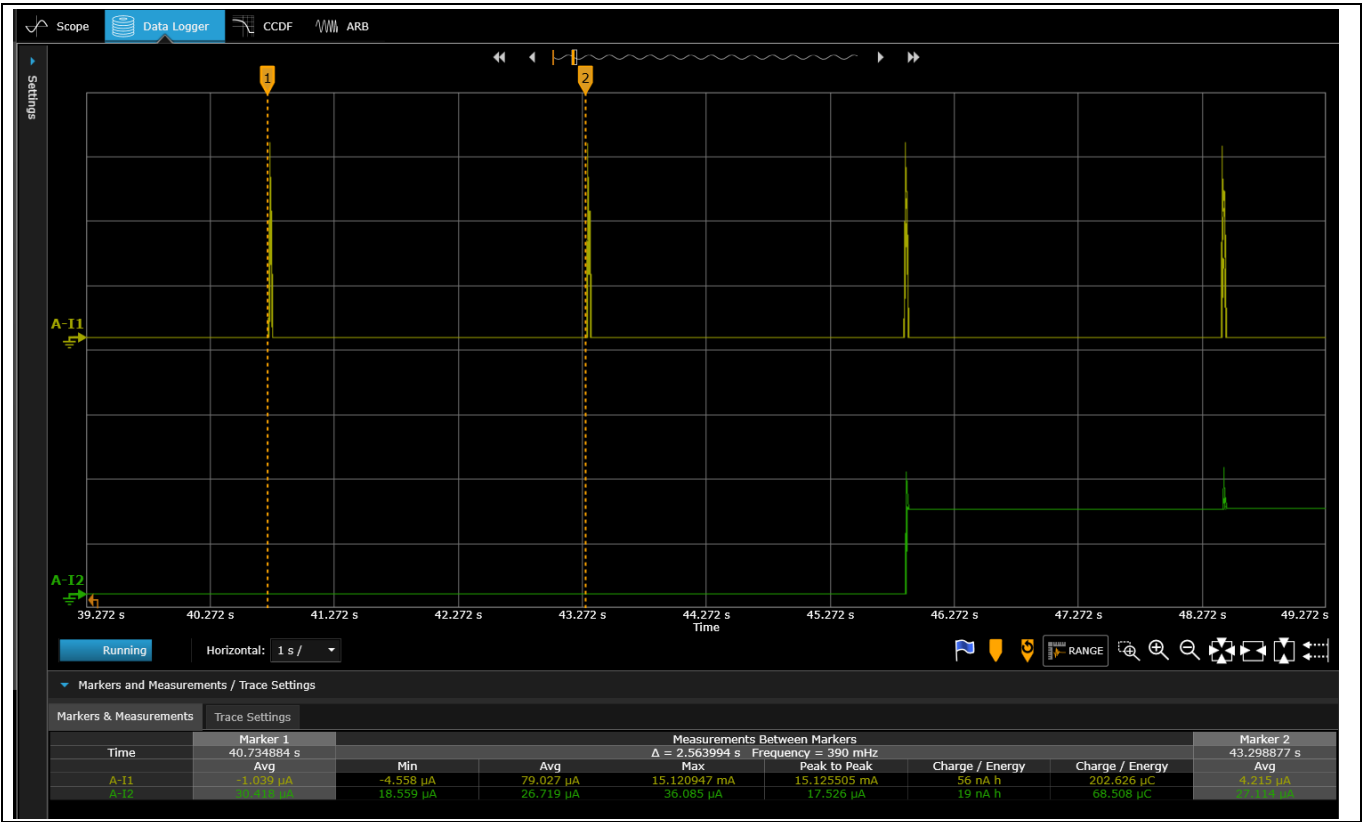 Scope Data Logger CCDF ARB
Settings
1 2
A-I1
A-I2
39.272 s 40.272 s 41.272 s 42.272 s 43.272 s 44.272 s 45.272 s 46.272 s 47.272 s 48.272 s 49.272 s
Time
Running Horizontal: 1 s / RANGE
Markers and Measurements / Trace Settings
Markers & Measurements Trace Settings
Marker 1 Measurements Between Markers Marker 2
Time 40.734884 s Δ = 2.563994 s Frequency = 390 mHz 43.298877 s
Avg Min Avg Max Peak to Peak Charge / Energy Charge / Energy Avg
A-I1 -1.039 µA -4.558 µA 79.027 µA 15.120947 mA 15.125505 mA 56 nA h 202.626 µC 4.215 µA
A-I2 30.418 µA 18.559 µA 26.719 µA 36.085 µA 17.526 µA 19 nA h 68.508 µC 27.114 µA